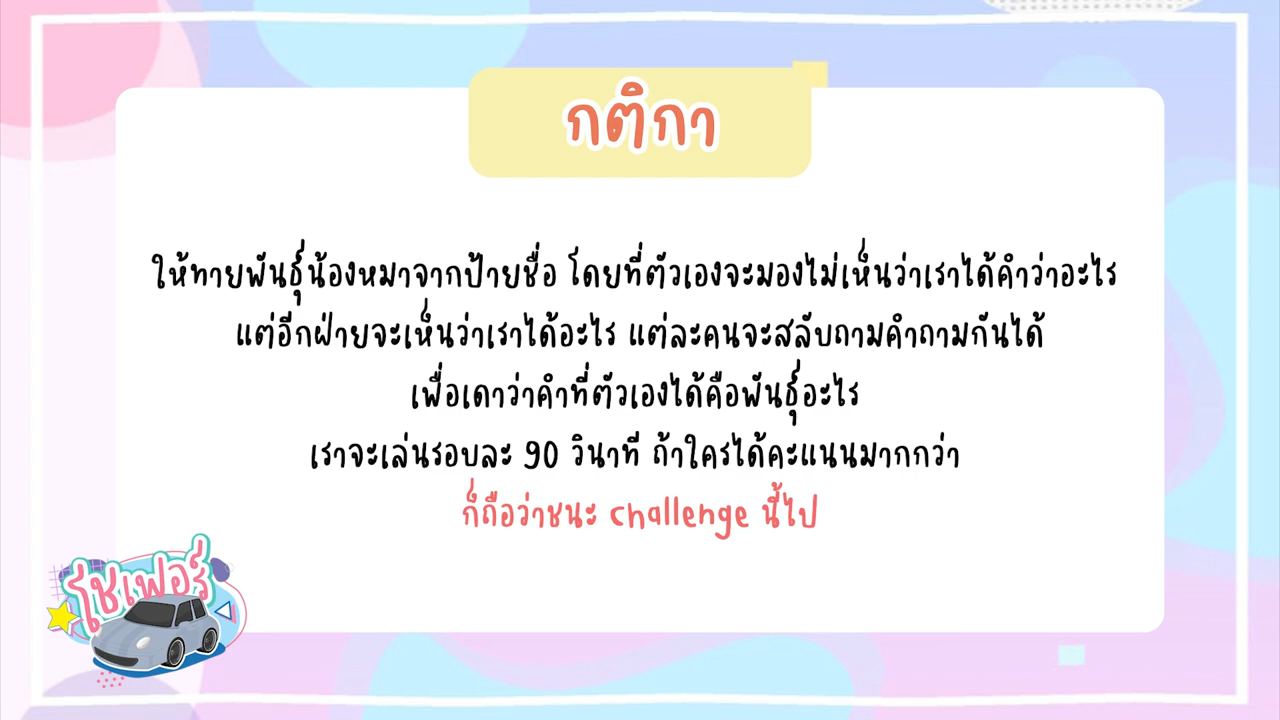 กติกา
ให้ทายพันธุ์น้องหมาจากป้ายชื่อ โดยที่ตัวเองจะมองไม่เห็นว่าเราได้คำว่าอะไร
แต่อีกฝ่ายจะเห็นว่าเราได้อะไร แต่ละคนจะสลับถามคำถามกันได้
เพื่อเดาว่าคำที่ตัวเองได้คือพันธุ์อะไร
เราจะเล่นรอบละ 90 วินาที ถ้าใครได้คะแนนมากกว่า
ก็ถือว่าชนะ challenge นี้ไป
โชเฟอร์